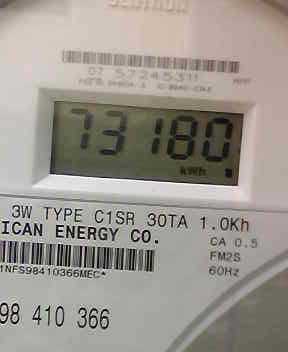 CENTRON
07 57245311
73180
kWh
3W TYPE C1SR 30TA 1.0Kh
ICAN ENERGY CO.
CA 0.5
FM2S
60Hz
1NFS98410366MEC*
98 410 366